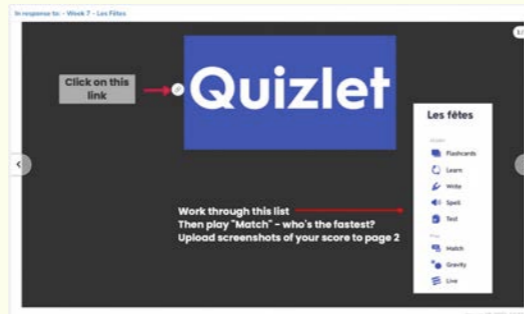 In response to: - Week 7 - Les Fêtes
Quizlet
Click on this
link
Les fêtes
Flashcards
Learn
Write
Spell
Test
Match
Gravity
Live
Work through this list
Then play "Match" - who's the fastest?
Upload screenshots of your score to page 2